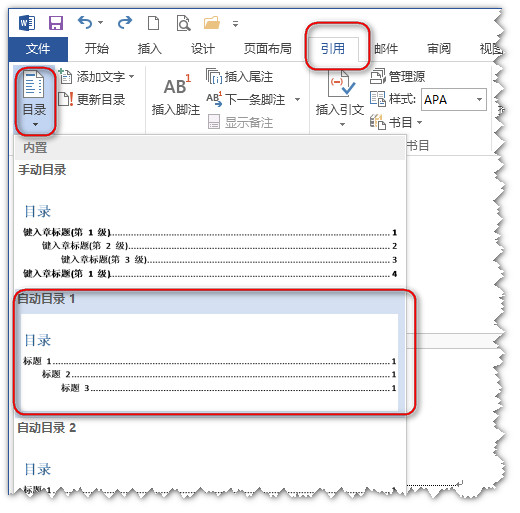 文件 开始 插入 设计 页面布局 引用 邮件 审阅 视图
目录
添加文字
更新目录
AB1
插入脚注
插入尾注
下一条脚注
显示备注
插入引文
管理源
样式: APA
书目
书目
内置
手动目录
目录
键入章标题(第 1 级)1
键入章标题(第 2 级)2
键入章标题(第 3 级)3
键入章标题(第 1 级)4
自动目录 1
目录
标题 1 1
标题 2 1
标题 3 1
自动目录 2
目录
标题 1 1